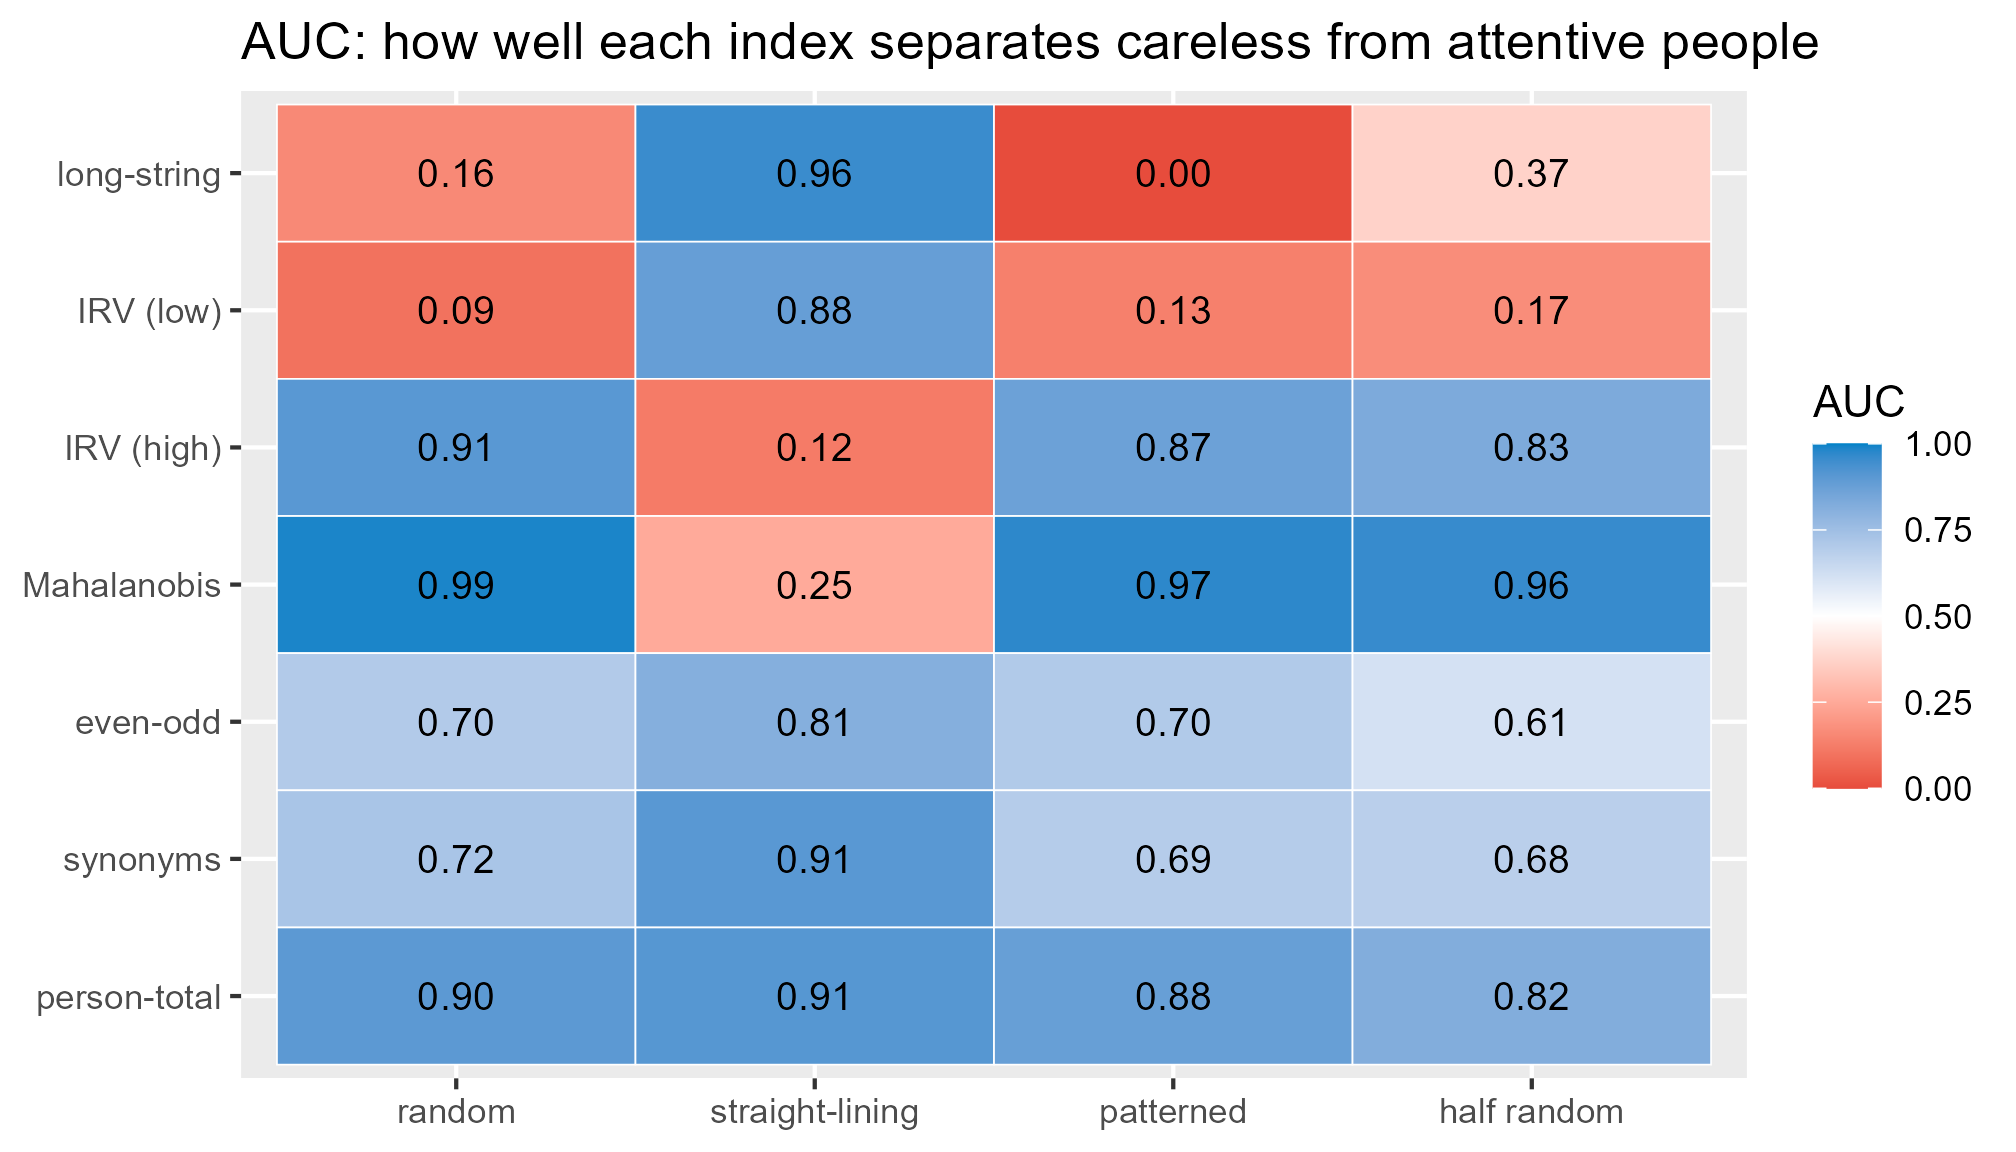 AUC: how well each index separates careless from attentive people
long-string 0.16 0.96 0.00 0.37
IRV (low) 0.09 0.88 0.13 0.17
IRV (high) 0.91 0.12 0.87 0.83
Mahalanobis 0.99 0.25 0.97 0.96
even-odd 0.70 0.81 0.70 0.61
synonyms 0.72 0.91 0.69 0.68
person-total 0.90 0.91 0.88 0.82
random straight-lining patterned half random
AUC
1.00
0.75
0.50
0.25
0.00